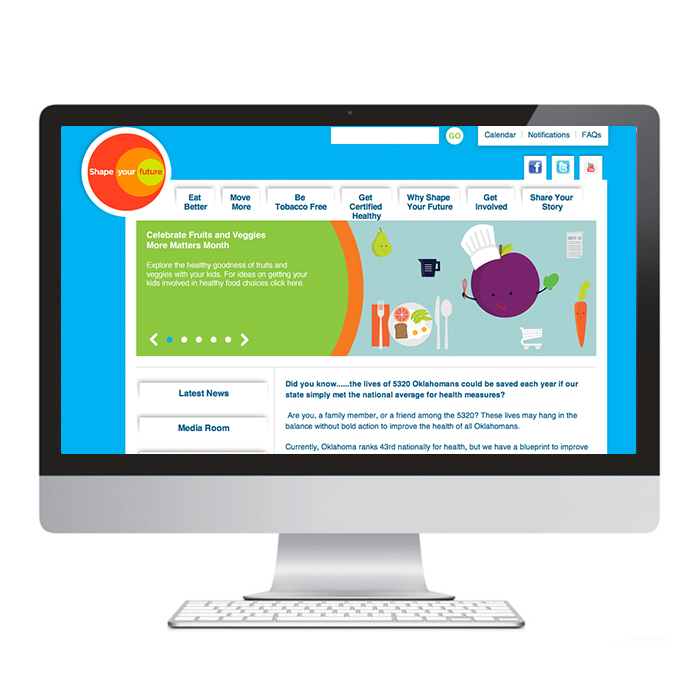 Shape your future
GO
Calendar Notifications FAQs
Eat
Better
Move
More
Be
Tobacco Free
Get
Certified
Healthy
Why Shape
Your Future
Get
Involved
Share Your
Story
Celebrate Fruits and Veggies
More Matters Month
Explore the healthy goodness of fruits and
veggies with your kids. For ideas on getting your
kids involved in healthy food choices click here.
Latest News
Media Room
Did you know......the lives of 5320 Oklahomans could be saved each year if our
state simply met the national average for health measures?
Are you, a family member, or a friend among the 5320? These lives may hang in the
balance without bold action to improve the health of all Oklahomans.
Currently, Oklahoma ranks 43rd nationally for health, but we have a blueprint to improve